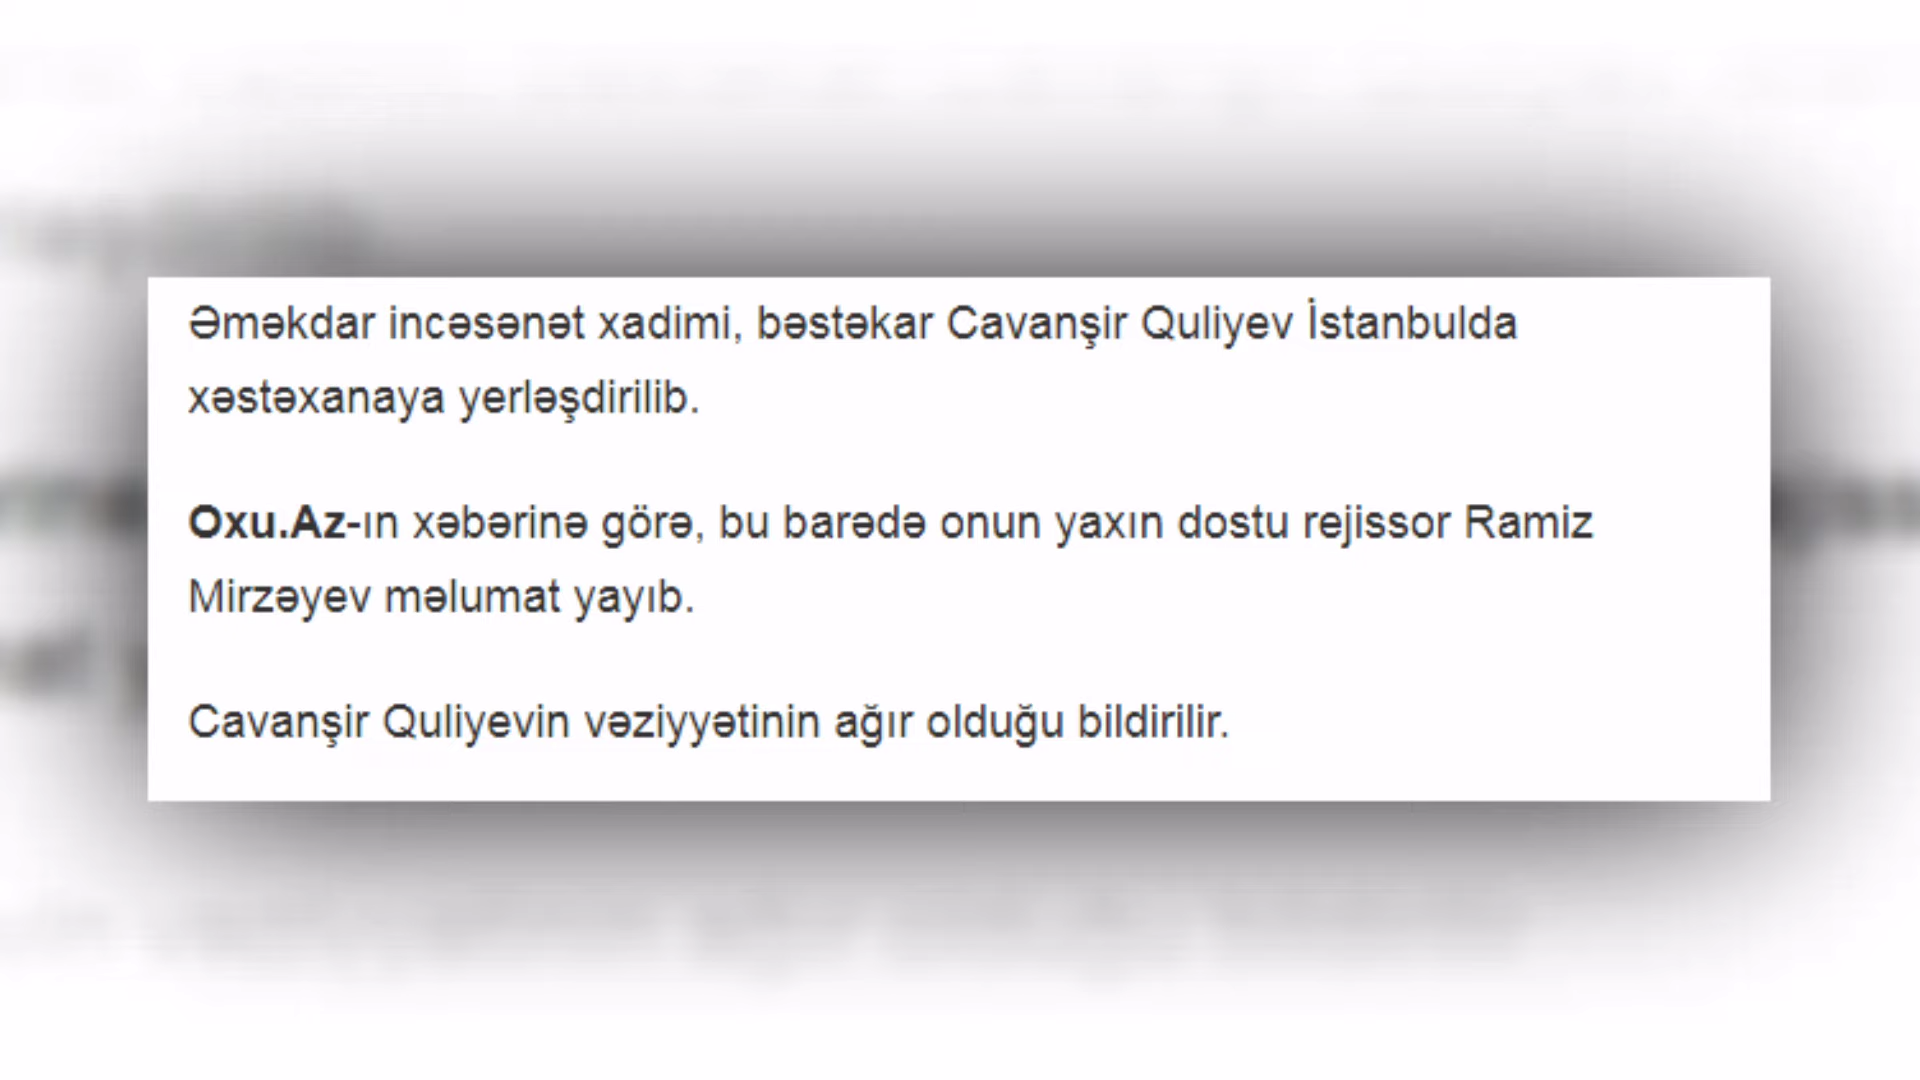 Əməkdar incəsənət xadimi, bəstəkar Cavanşir Quliyev İstanbulda
xəstəxanaya yerləşdirilib.
Oxu.Az-ın xəbərinə görə, bu barədə onun yaxın dostu rejissor Ramiz
Mirzəyev məlumat yayıb.
Cavanşir Quliyevin vəziyyətinin ağır olduğu bildirilir.